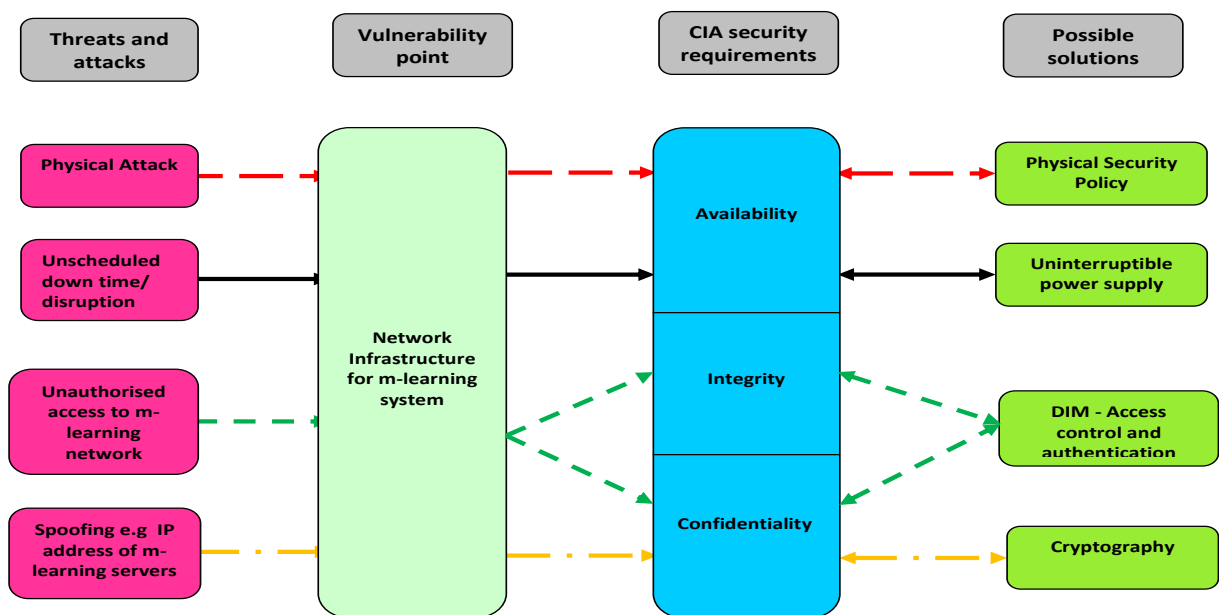 Threats and
attacks
Vulnerability
point
CIA security
requirements
Possible
solutions
Physical Attack
Unscheduled
down time/
disruption
Unauthorised
access to m-
learning
network
Spoofing e.g IP
address of m-
learning servers
Network
Infrastructure
for m-learning
system
Availability
Integrity
Confidentiality
Physical Security
Policy
Uninterruptible
power supply
DIM - Access
control and
authentication
Cryptography